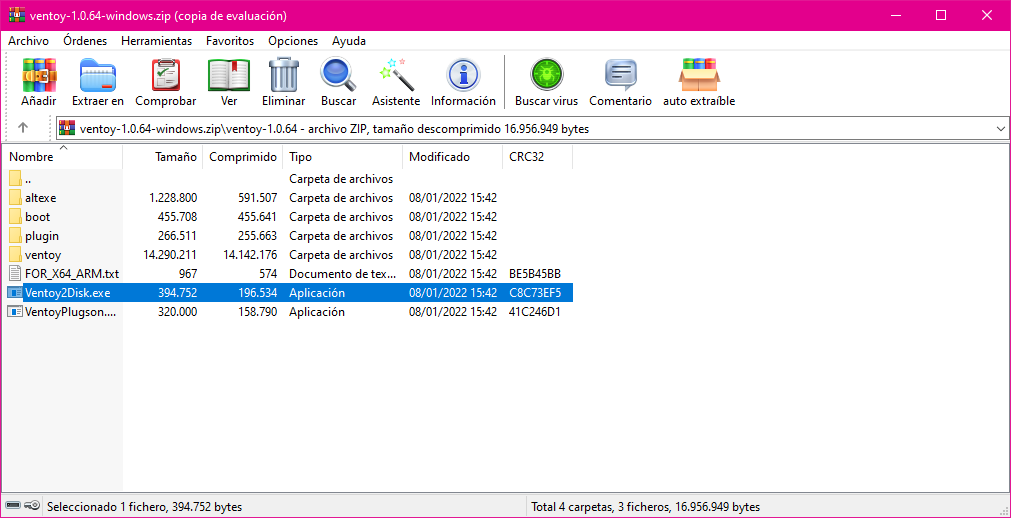 ventoy-1.0.64-windows.zip (copia de evaluación)
Archivo Órdenes Herramientas Favoritos Opciones Ayuda
Añadir Extraer en Comprobar Ver Eliminar Buscar Asistente Información Buscar virus Comentario auto extraíble
ventoy-1.0.64-windows.zip\ventoy-1.0.64 - archivo ZIP, tamaño descomprimido 16.956.949 bytes
Nombre Tamaño Comprimido Tipo Modificado CRC32
.. Carpeta de archivos
altexe 1.228.800 591.507 Carpeta de archivos 08/01/2022 15:42
boot 455.708 455.641 Carpeta de archivos 08/01/2022 15:42
plugin 266.511 255.663 Carpeta de archivos 08/01/2022 15:42
ventoy 14.290.211 14.142.176 Carpeta de archivos 08/01/2022 15:42
FOR_X64_ARM.txt 967 574 Documento de tex... 08/01/2022 15:42 BE5B45BB
Ventoy2Disk.exe 394.752 196.534 Aplicación 08/01/2022 15:42 C8C73EF5
VentoyPlugson.... 320.000 158.790 Aplicación 08/01/2022 15:42 41C246D1
Seleccionado 1 fichero, 394.752 bytes Total 4 carpetas, 3 ficheros, 16.956.949 bytes